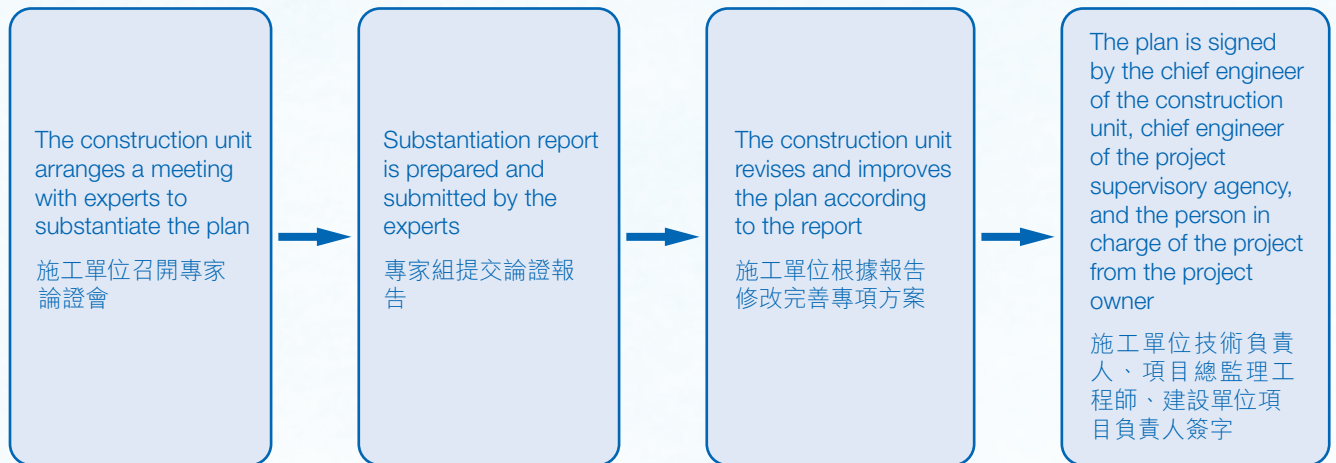 The construction unit
arranges a meeting
with experts to
substantiate the plan
施工單位召開專家
論證會
Substantiation report
is prepared and
submitted by the
experts
專家組提交論證報
告
The construction unit
revises and improves
the plan according
to the report
施工單位根據報告
修改完善專項方案
The plan is signed
by the chief engineer
of the construction
unit, chief engineer
of the project
supervisory agency,
and the person in
charge of the project
from the project
owner
施工單位技術負責
人、項目總監理工
程師、建設單位項
目負責人簽字